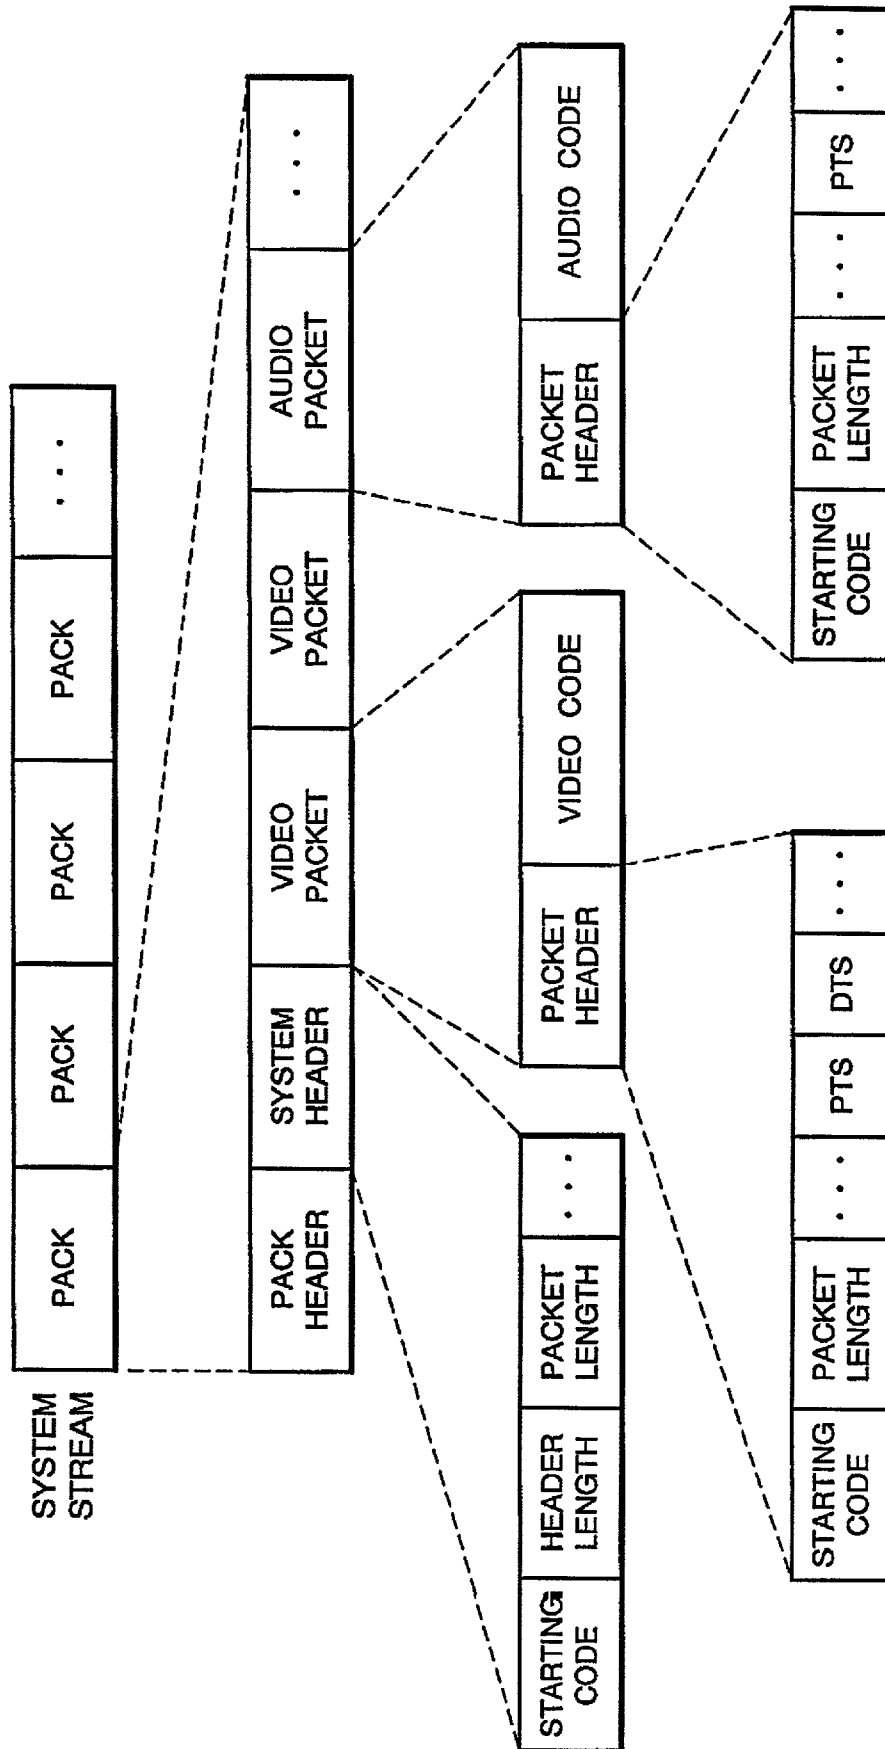 SYSTEM
STREAM
PACK
PACK
PACK
PACK
. . .
PACK
HEADER
SYSTEM
HEADER
VIDEO
PACKET
VIDEO
PACKET
AUDIO
PACKET
. . .
STARTING
CODE
HEADER
LENGTH
PACKET
LENGTH
. . .
PACKET
HEADER
VIDEO CODE
PACKET
HEADER
AUDIO CODE
STARTING
CODE
PACKET
LENGTH
. . .
PTS
DTS
. . .
STARTING
CODE
PACKET
LENGTH
. . .
PTS
. . .